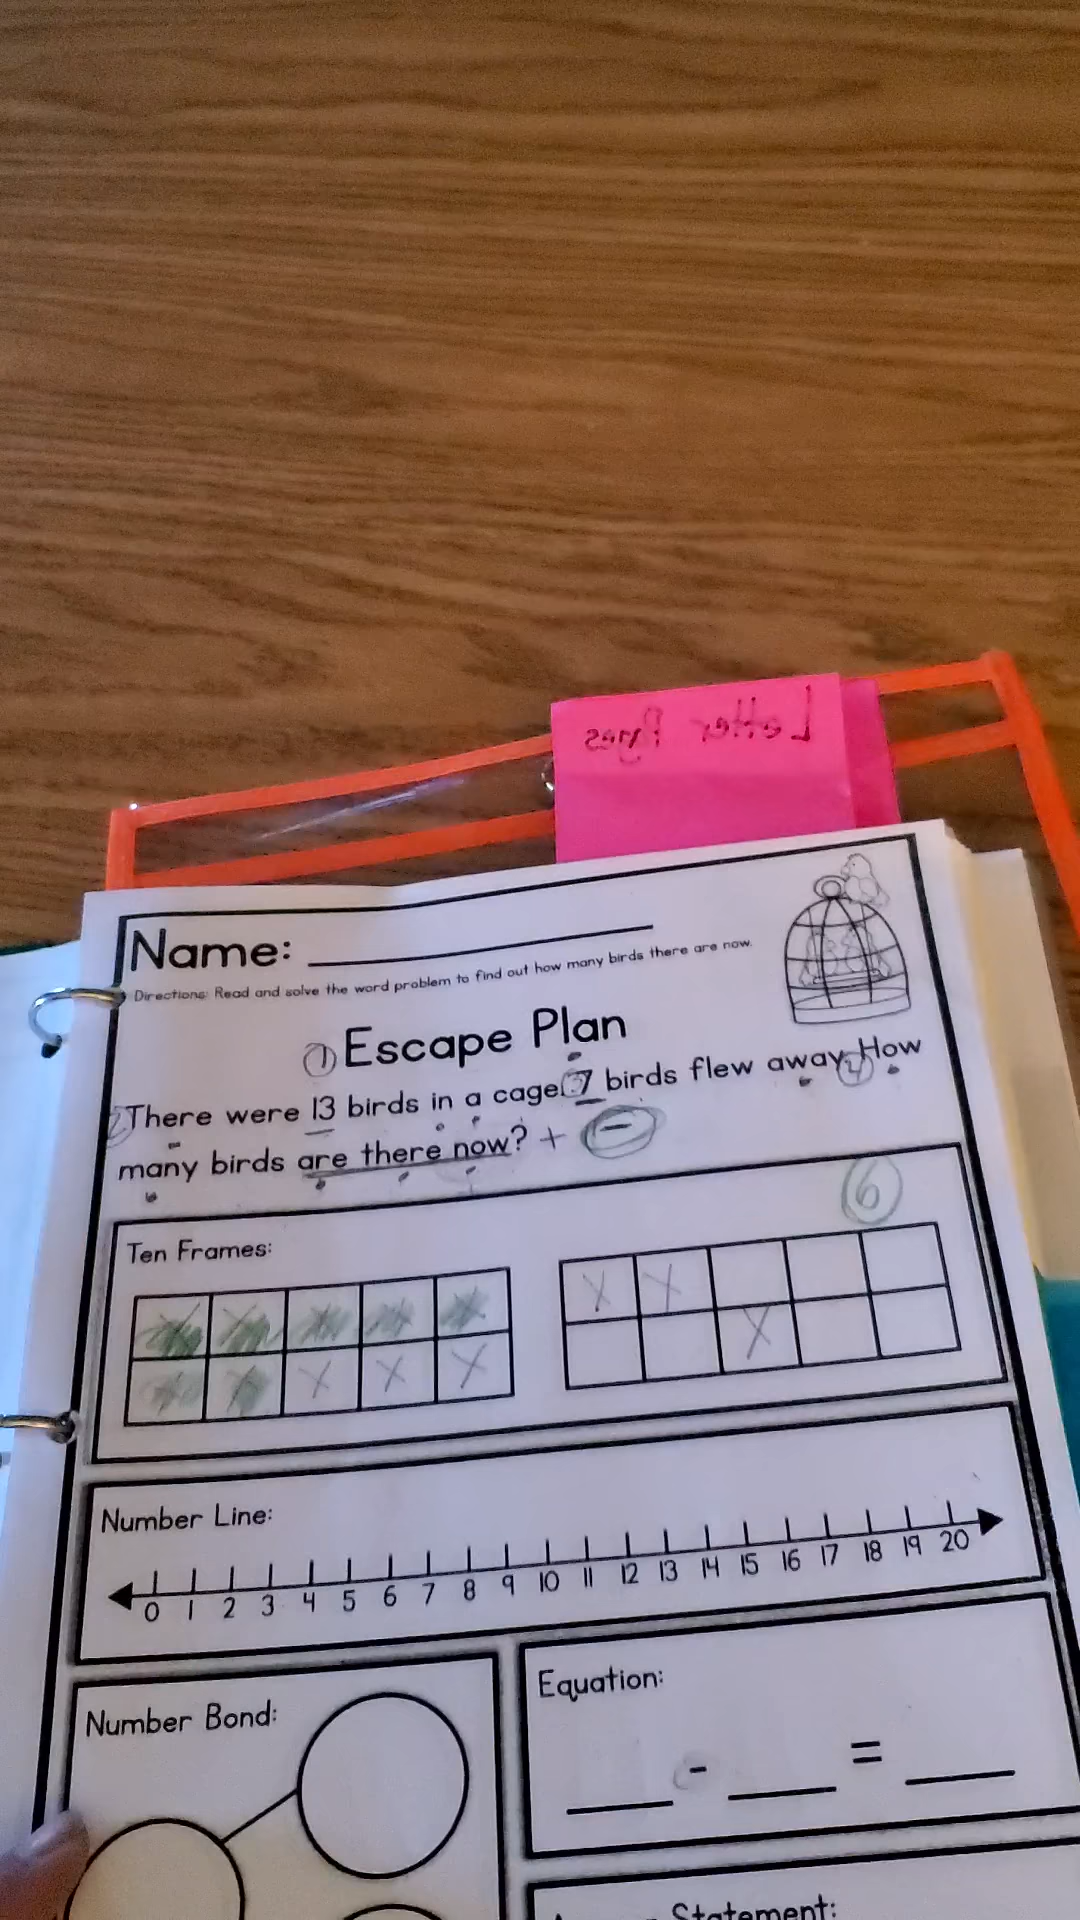 Letter Pages
Name:
Directions: Read and solve the word problem to find out how many birds there are now.
① Escape Plan
There were 13 birds in a cage. 7 birds flew away. How
many birds are there now? + -
6
Ten Frames:
X X X X X X X
X X X X X X
Number Line:
0 1 2 3 4 5 6 7 8 9 10 11 12 13 14 15 16 17 18 19 20
Number Bond:
Equation:
- =
Statement: